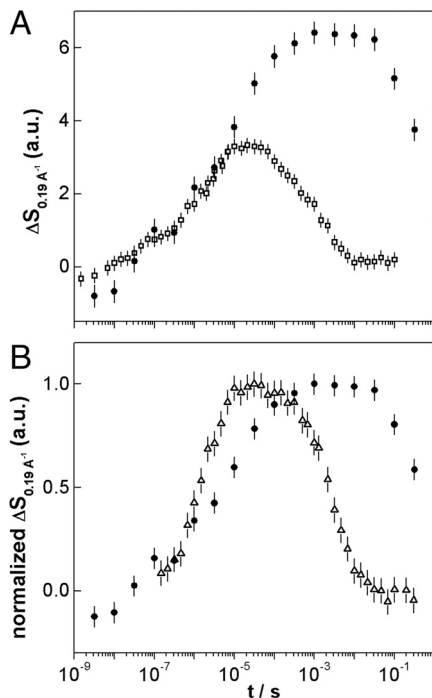 A
ΔS0.19 Å-1 (a.u.)
6
4
2
0
B
normalized ΔS0.19 Å-1 (a.u.)
1.0
0.5
0.0
10-9 10-7 10-5 10-3 10-1
t / s